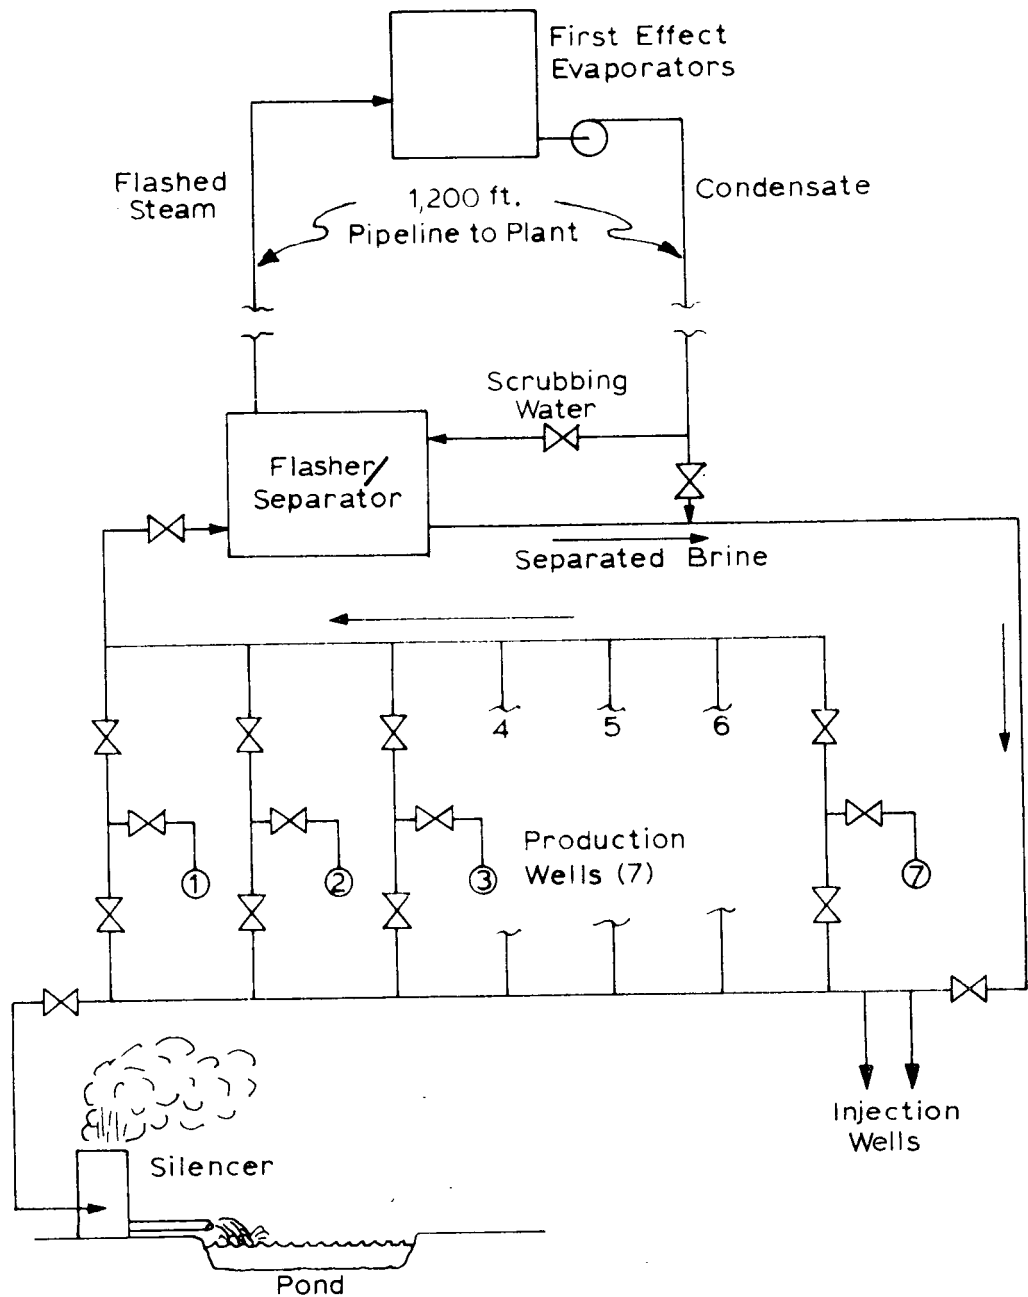 First Effect
Evaporators
Flashed
Steam
1,200 ft.
Pipeline to Plant
Condensate
Scrubbing
Water
Flasher/
Separator
Separated Brine
4
5
6
Production
Wells (7)
1
2
3
7
Injection
Wells
Silencer
Pond